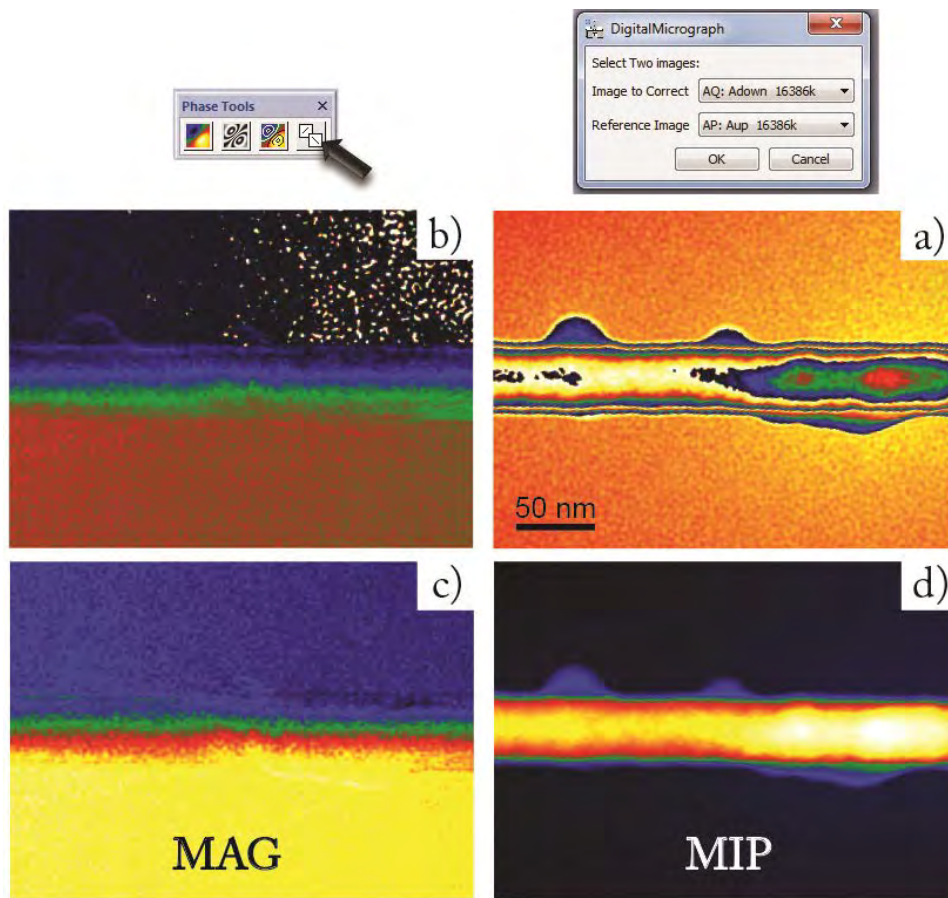 DigitalMicrograph
Select Two images:
Image to Correct AQ: Adown 16386k
Reference Image AP: Aup 16386k
OK Cancel
Phase Tools X
b)
a)
50 nm
c)
MAG
d)
MIP